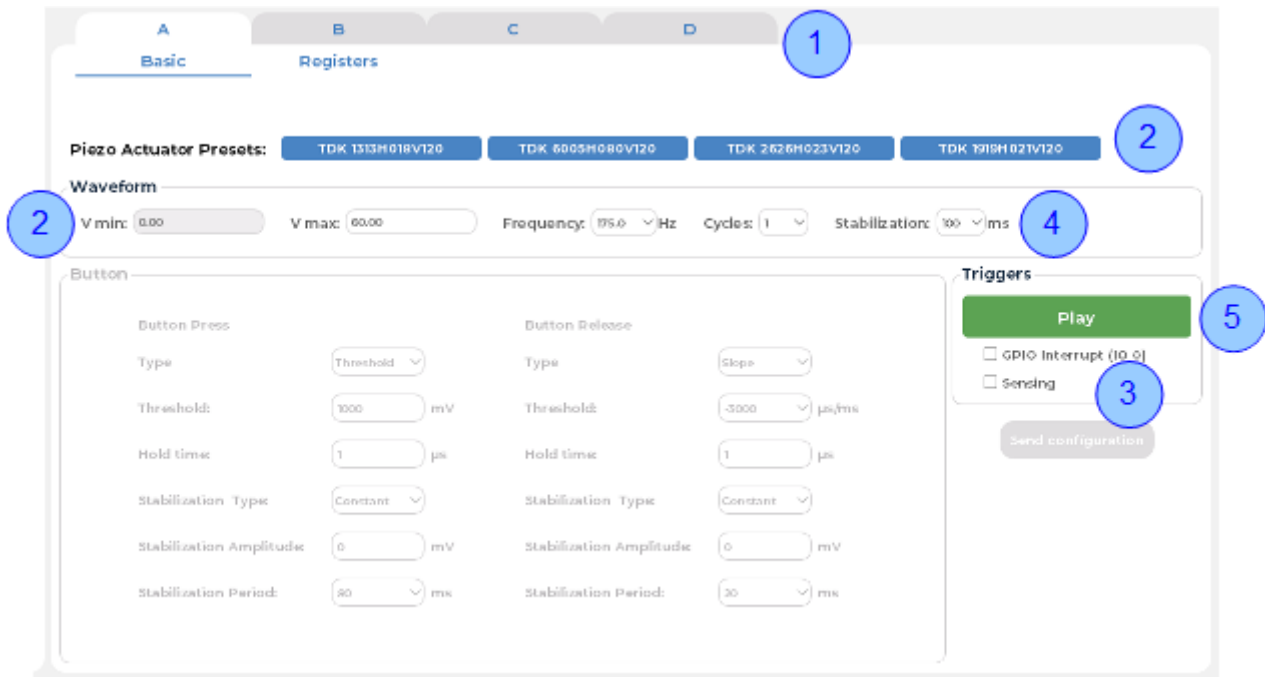 A B C D
1
Basic Registers
2
Piezo Actuator Presets: TDK 1313H018V120 TDK 6005H080V120 TDK 2626H023V120 TDK 1919H021V120
Waveform
2 V min: 0.00 V max: 60.00 Frequency: 175.0 Hz Cycles: 1 Stabilization: 100 ms 4
Button
Triggers
Play 5
Button Press Button Release
GPIO Interrupt (IO 0)
Type Threshold Type Slope
Sensing
3
Threshold: 1000 mV Threshold: -3000 µs/ms
Send configuration
Hold time: 1 µs Hold time: 1 µs
Stabilization Type: Constant Stabilization Type: Constant
Stabilization Amplitude: 0 mV Stabilization Amplitude: 0 mV
Stabilization Period: 80 ms Stabilization Period: 30 ms